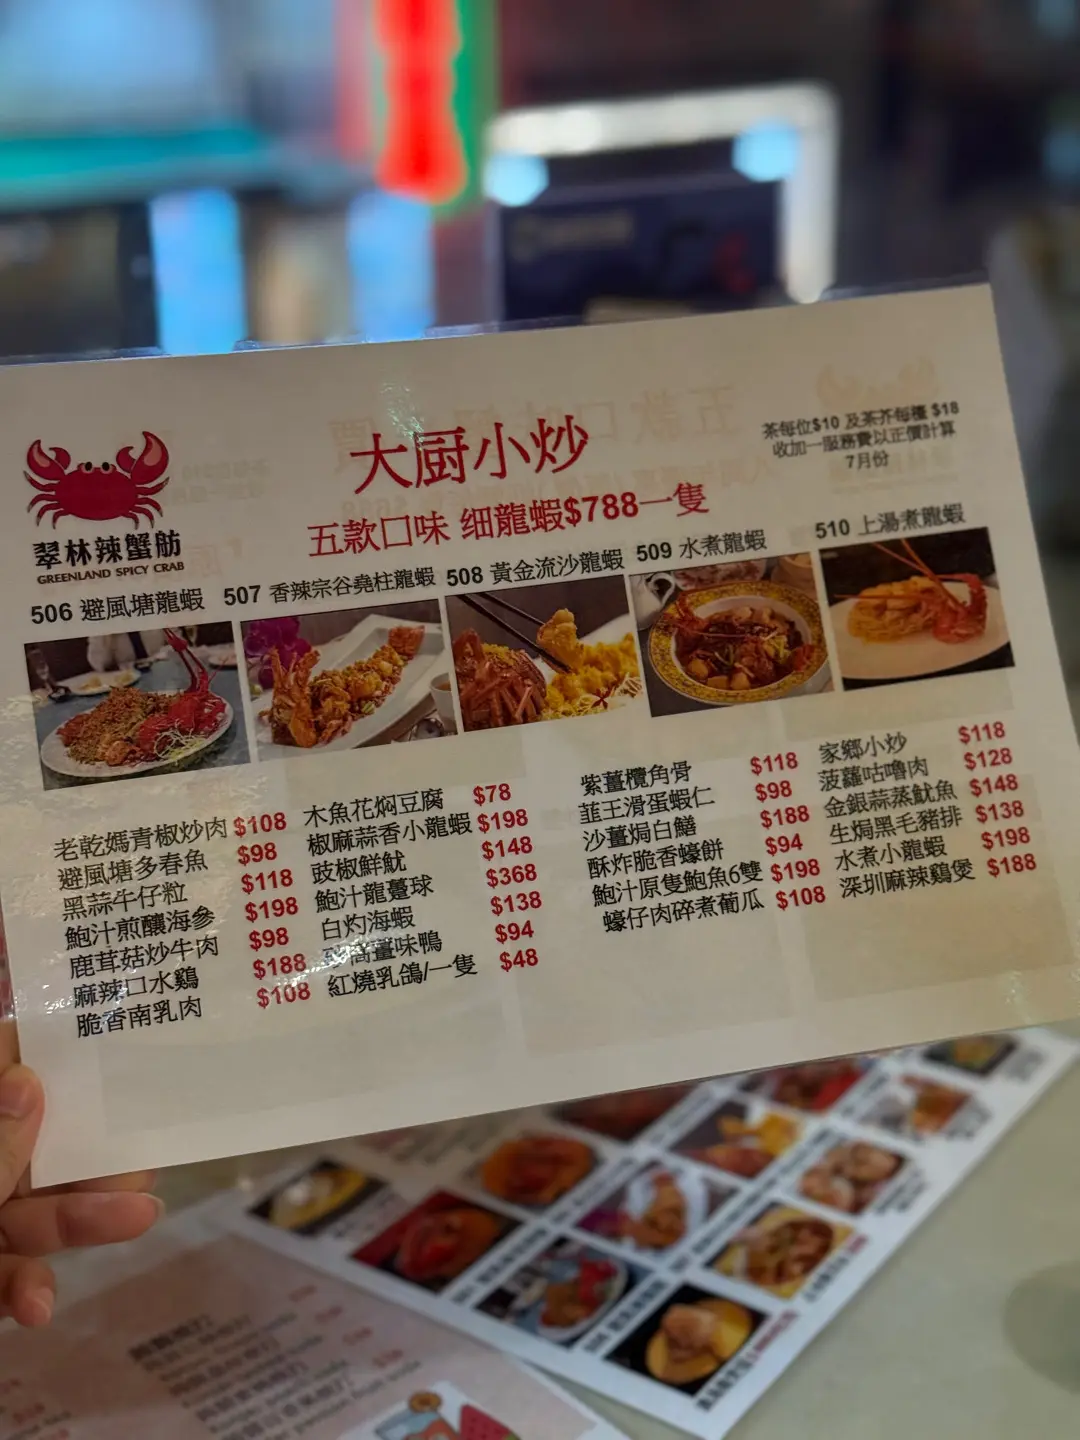 大厨小炒
五款口味 细龍蝦$788一隻
茶每位$10 及茶芥每檯 $18
收加一服務費以正價計算
7月份
翠林辣蟹舫
GREENLAND SPICY CRAB
506 避風塘龍蝦
507 香辣宗谷堯柱龍蝦
508 黃金流沙龍蝦
509 水煮龍蝦
510 上湯煮龍蝦
老乾媽青椒炒肉 $108
避風塘多春魚 $98
黑蒜牛仔粒 $118
鮑汁煎釀海參 $198
鹿茸菇炒牛肉 $98
麻辣口水鷄 $188
脆香南乳肉 $108
木魚花焖豆腐 $78
椒麻蒜香小龍蝦 $198
豉椒鮮魷 $148
鮑汁龍躉球 $368
白灼海蝦 $138
薑味鴨 $94
紅燒乳鴿/一隻 $48
紫薑欖角骨 $118
韮王滑蛋蝦仁 $98
沙薑焗白鱔 $188
酥炸脆香蠔餅 $94
鮑汁原隻鮑魚6雙 $198
蠔仔肉碎煮葡瓜 $108
家鄉小炒 $118
菠蘿咕嚕肉 $128
金銀蒜蒸魷魚 $148
生焗黑毛豬排 $138
水煮小龍蝦 $198
深圳麻辣鷄煲 $188